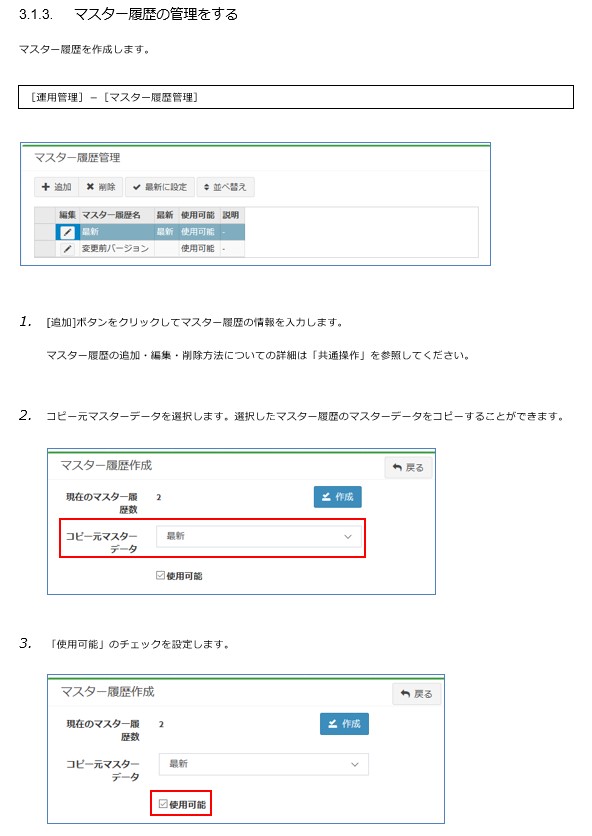 3.1.3. マスター履歴の管理をする
マスター履歴を作成します。
［運用管理］－［マスター履歴管理］
マスター履歴管理
追加 削除 最新に設定 並べ替え
編集 マスター履歴名 最新 使用可能 説明
最新 最新 使用可能 -
変更前バージョン 使用可能 -
1. [追加]ボタンをクリックしてマスター履歴の情報を入力します。
マスター履歴の追加・編集・削除方法についての詳細は「共通操作」を参照してください。
2. コピー元マスターデータを選択します。選択したマスター履歴のマスターデータをコピーすることができます。
マスター履歴作成
戻る
現在のマスター履
歴数
2
作成
コピー元マスター
データ
最新
使用可能
3. 「使用可能」のチェックを設定します。
マスター履歴作成
戻る
現在のマスター履
歴数
2
作成
コピー元マスター
データ
最新
使用可能